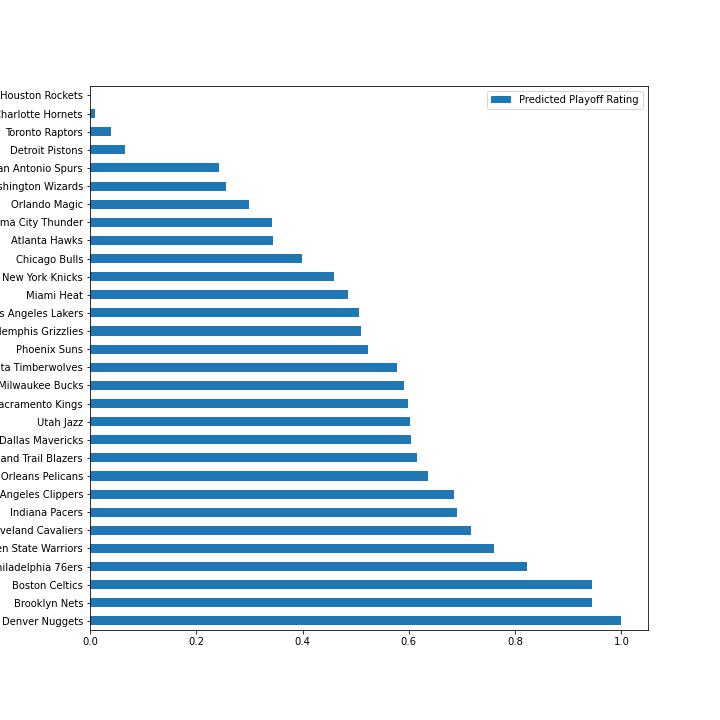 Houston Rockets
Predicted Playoff Rating
harlotte Hornets
Toronto Raptors
Detroit Pistons
an Antonio Spurs
shington Wizards
Orlando Magic
ma City Thunder
Atlanta Hawks
Chicago Bulls
New York Knicks
Miami Heat
s Angeles Lakers
emphis Grizzlies
Phoenix Suns
ta Timberwolves
Milwaukee Bucks
acramento Kings
Utah Jazz
Dallas Mavericks
and Trail Blazers
Orleans Pelicans
Angeles Clippers
Indiana Pacers
veland Cavaliers
en State Warriors
hiladelphia 76ers
Boston Celtics
Brooklyn Nets
Denver Nuggets
0.0 0.2 0.4 0.6 0.8 1.0